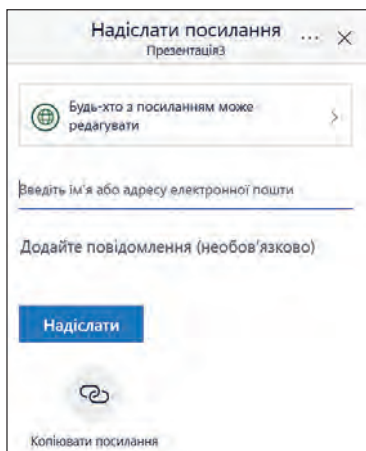 Надіслати посилання
Презентація3
Будь-хто з посиланням може
редагувати
Введіть ім'я або адресу електронної пошти
Додайте повідомлення (необов'язково)
Надіслати
Копіювати посилання